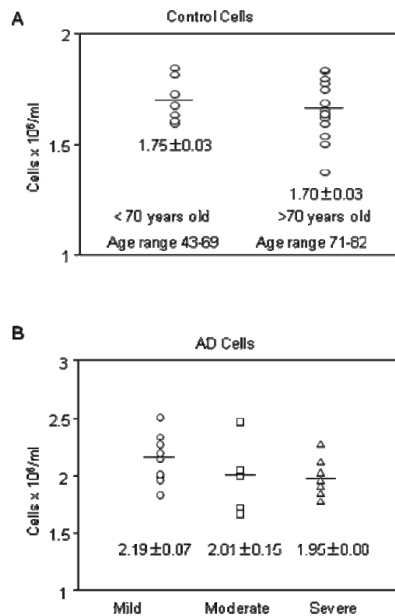 A
Control Cells
2
1.5
1
Cells x 10⁶/ml
1.75±0.03
1.70±0.03
<70 years old
>70 years old
Age range 43-69
Age range 71-82
B
AD Cells
3
2.5
2
1.5
1
Cells x 10⁶/ml
2.19±0.07
2.01±0.15
1.95±0.00
Mild
Moderate
Severe